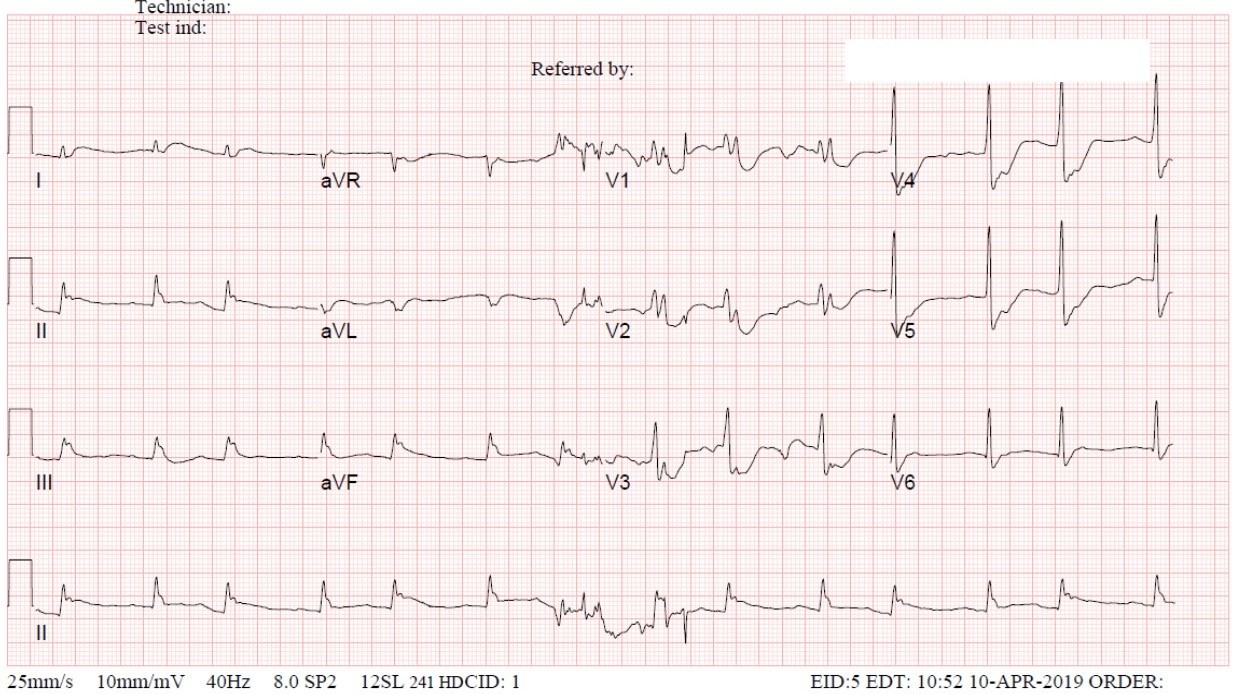 Technician:
Test ind:
Referred by:
I aVR V1 V4
II aVL V2 V5
III aVF V3 V6
II
25mm/s 10mm/mV 40Hz 8.0 SP2 12SL 241 HDCID: 1 EID:5 EDT: 10:52 10-APR-2019 ORDER: